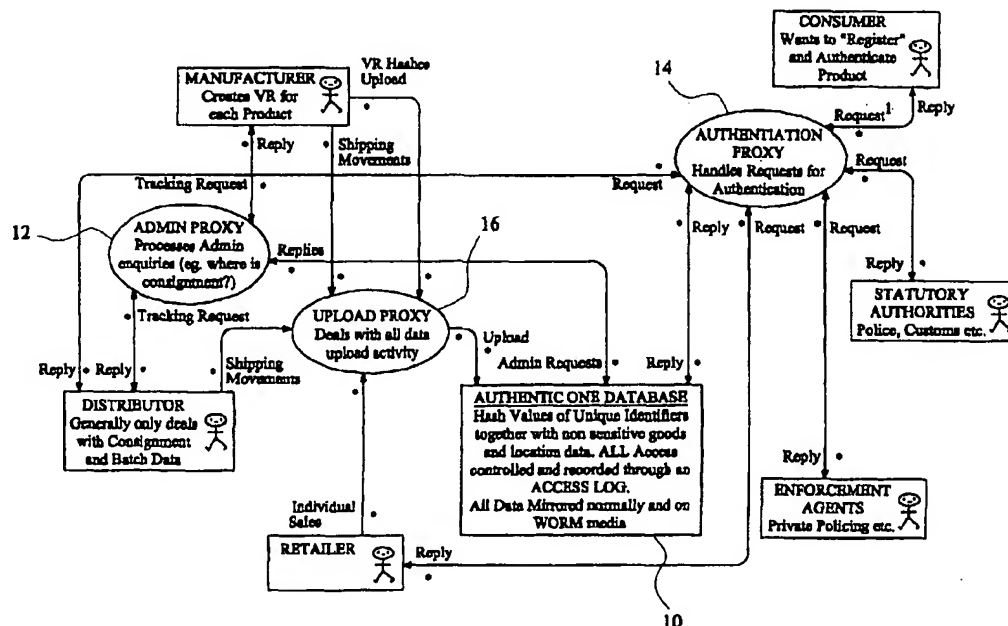 CONSUMER
Wants to "Register"
and Authenticate
Product
14
VR Hashes
Upload
MANUFACTURER
Creates VR for
each Product
Request1
Reply
AUTHENTIATION
PROXY
Handles Requests for
Authentication
Reply
Shipping
Movements
Request
Tracking Request
Request
12
ADMIN PROXY
Processes Admin
enquiries (eg. where is
consignment?)
16
Replies
Reply
Request
Request
UPLOAD PROXY
Deals with all data
upload activity
Tracking Request
Reply
STATUTORY
AUTHORITIES
Police, Customs etc.
Upload
Shipping
Movements
Admin Requests
Reply
Reply
Reply
DISTRIBUTOR
Generally only deals
with Consignment
and Batch Data
AUTHENTIC ONE DATABASE
Hash Values of Unique Identifiers
together with non sensitive goods
and location data. ALL Access
controlled and recorded through an
ACCESS LOG.
All Data Mirrored normally and on
WORM media
Reply
ENFORCEMENT
AGENTS
Private Policing etc.
Individual
Sales
RETAILER
Reply
10